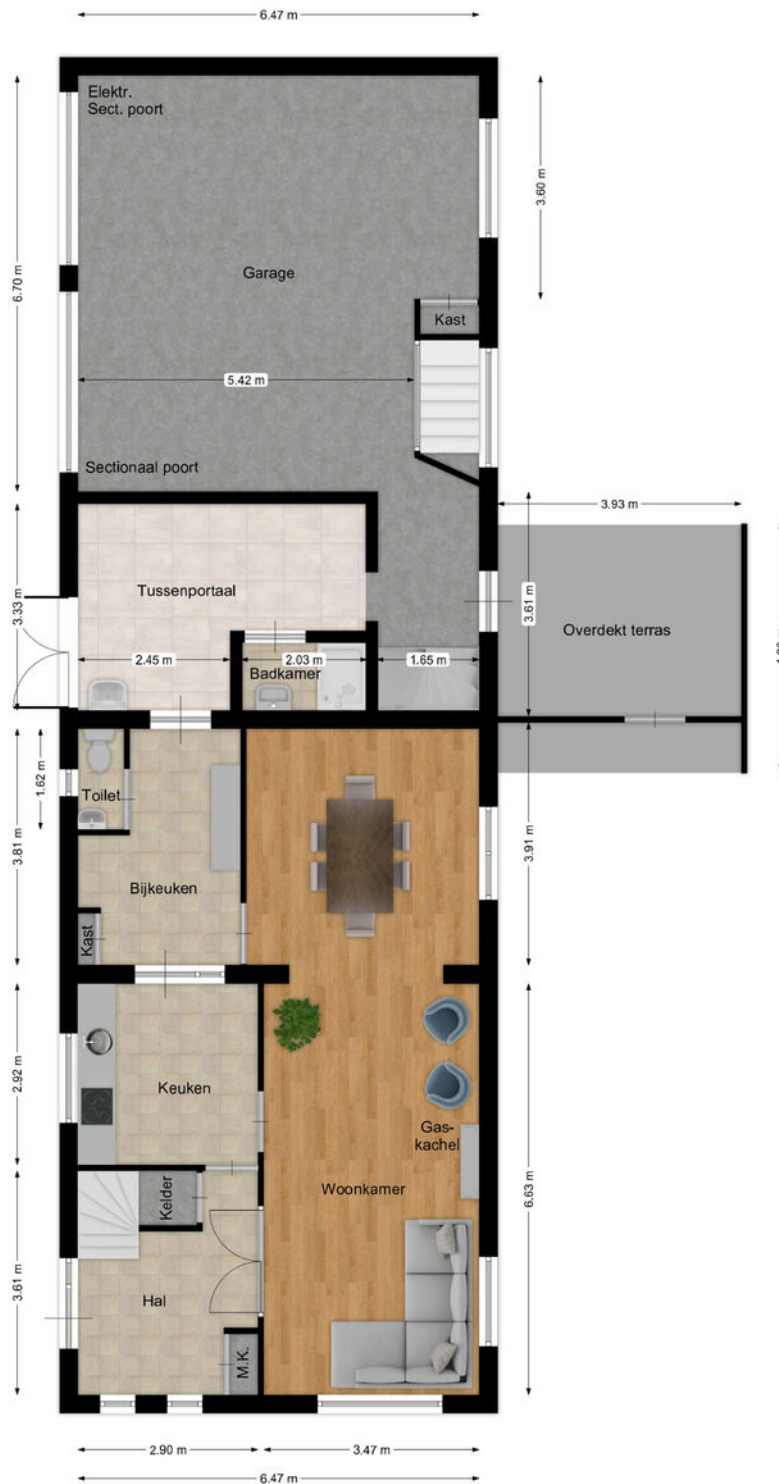 6.47 m
Elektr.
Sect. poort
3.60 m
6.70 m
Garage
Kast
5.42 m
Sectionaal poort
3.93 m
3.33 m
Tussenportaal
3.61 m
Overdekt terras
2.45 m
2.03 m
1.65 m
Badkamer
1.62 m
Toilet
3.81 m
3.91 m
Bijkeuken
Kast
2.92 m
Keuken
Gas-
kachel
Kelder
Woonkamer
6.63 m
3.61 m
Hal
M.K.
2.90 m
3.47 m
6.47 m